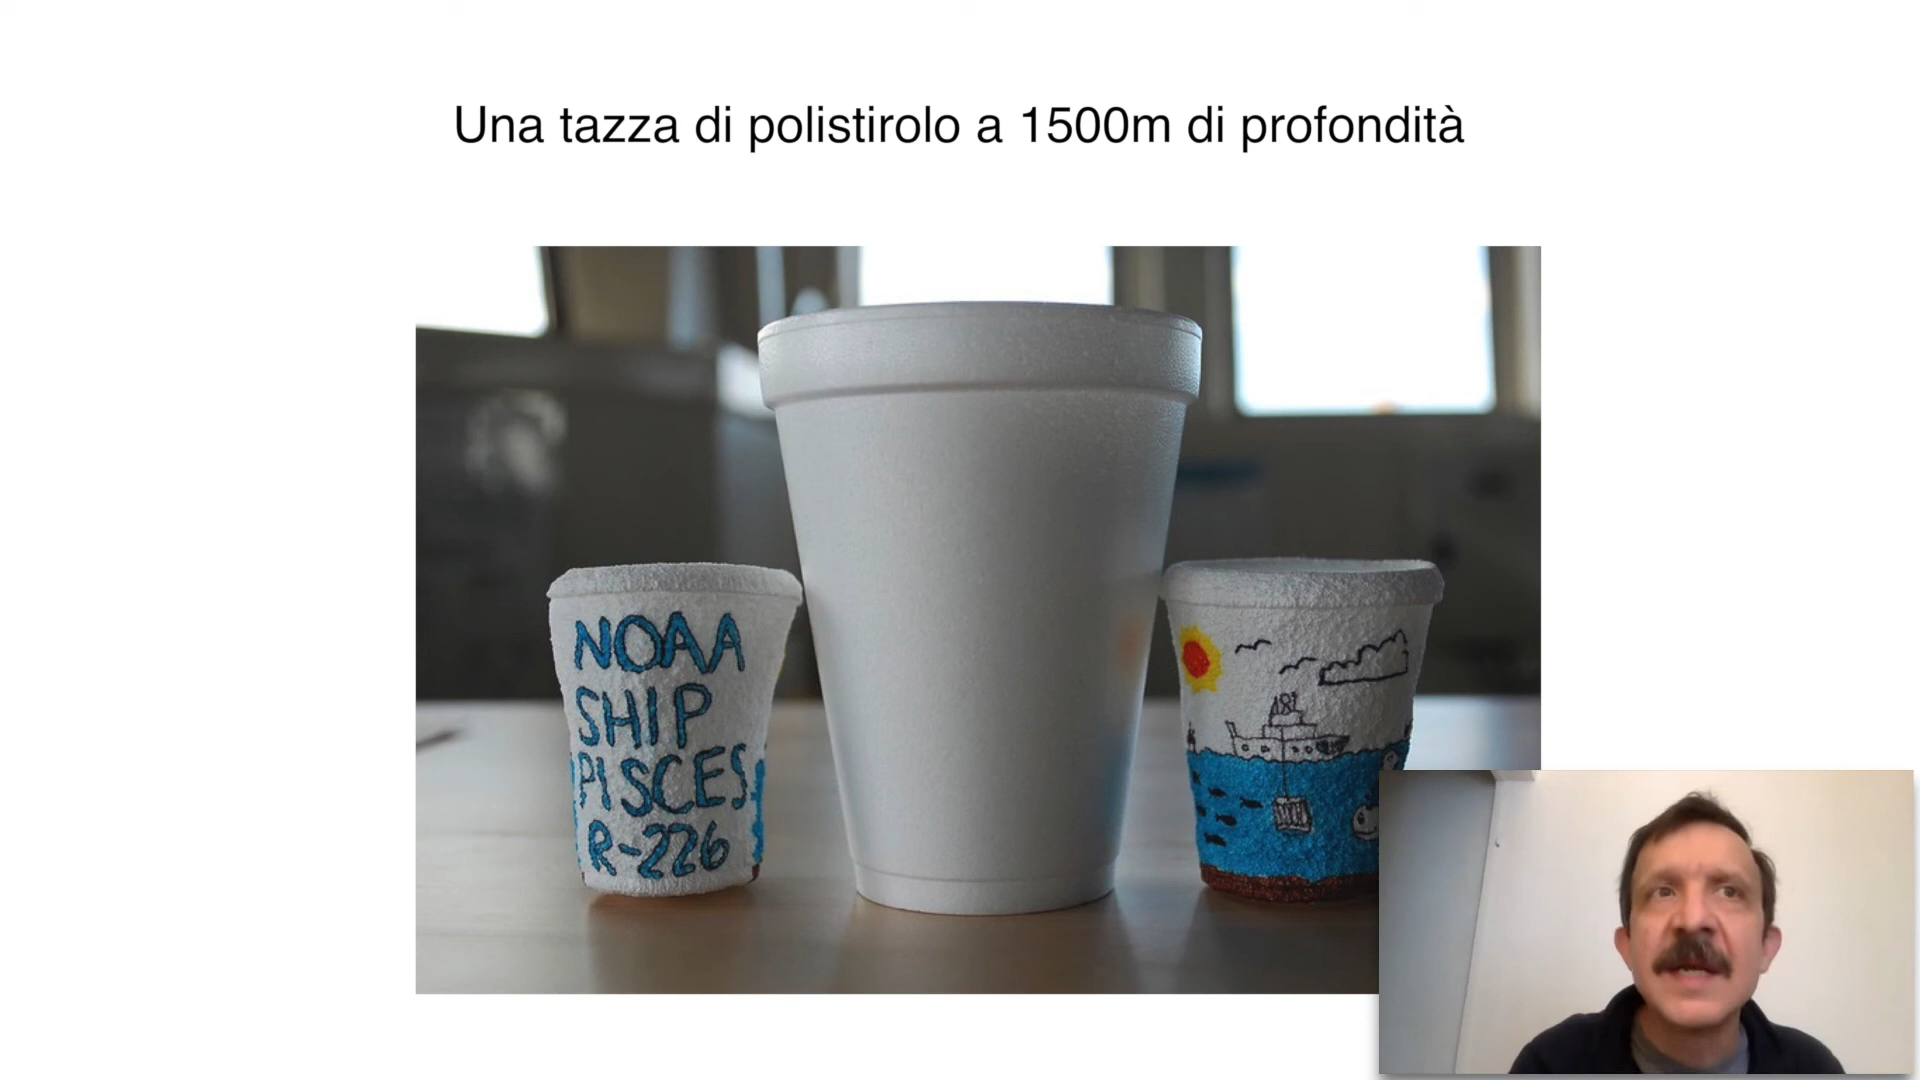 Una tazza di polistirolo a 1500m di profondità
NOAA
SHIP
PISCES
R-226